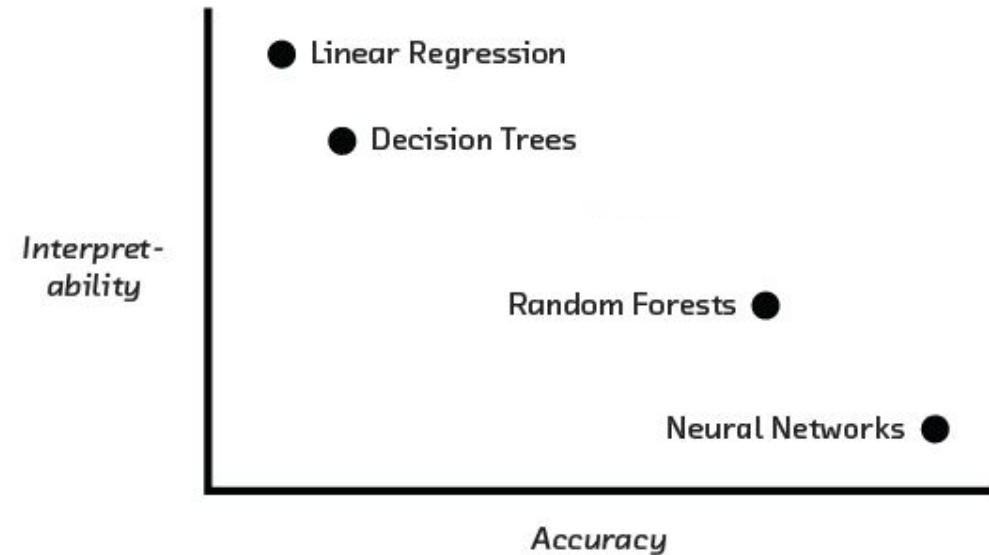 Linear Regression
Decision Trees
Interpret-
ability
Random Forests
Neural Networks
Accuracy